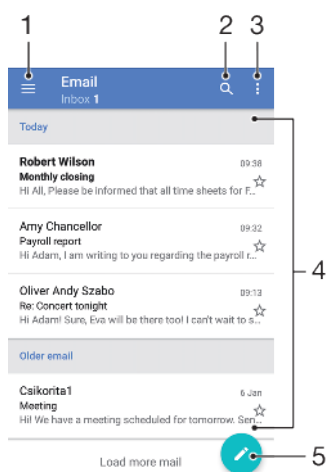 1 2 3
Email
Inbox 1
Today
Robert Wilson 09:38
Monthly closing
Hi All, Please be informed that all time sheets for F...
4
Amy Chancellor 09:32
Payroll report
Hi Adam, I am writing to you regarding the payroll r...
Oliver Andy Szabo 09:13
Re: Concert tonight
Hi Adam! Sure, Eva will be there too! I can't wait to s...
Older email
Csikorita1 6 Jan
Meeting
Hi! We have a meeting scheduled for tomorrow. Sen...
Load more mail
5